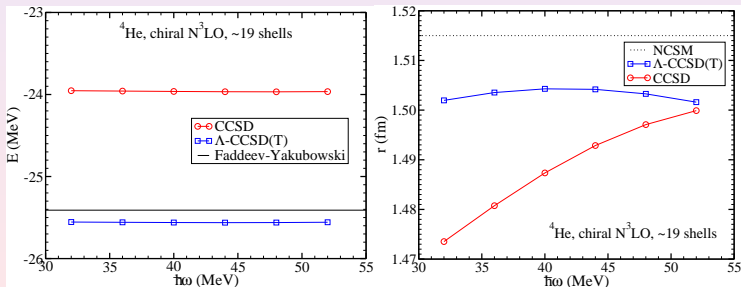 -23
-24
-25
-26
E (MeV)
⁴He, chiral N³LO, ~19 shells
CCSD
Λ-CCSD(T)
Faddeev-Yakubowski
30 35 40 45 50 55
ħω (MeV)
1.52
1.51
1.50
1.49
1.48
1.47
r (fm)
NCSM
Λ-CCSD(T)
CCSD
⁴He, chiral N³LO, ~19 shells
30 35 40 45 50 55
ħω (MeV)